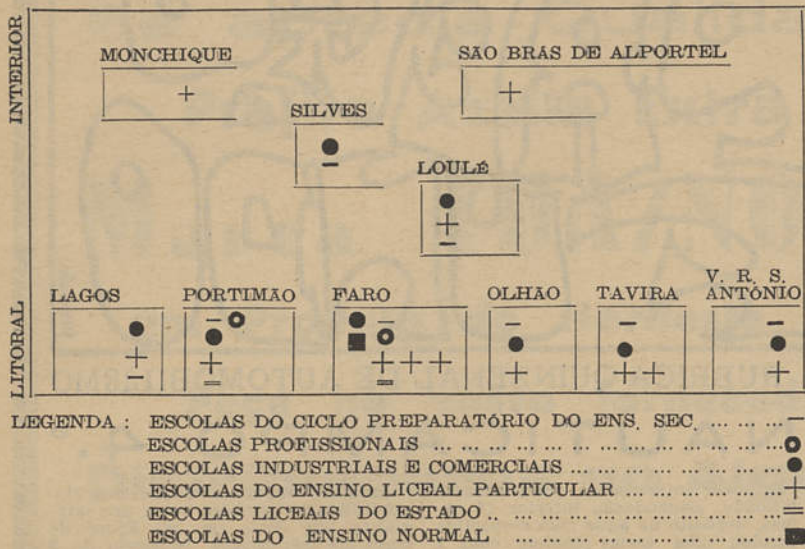 INTERIOR
MONCHIQUE
SAO BRÁS DE ALPORTEL
SILVES
LOULÉ
LITORAL
LAGOS
PORTIMÃO
FARO
OLHÃO
TAVIRA
V. R. S.
ANTÓNIO
LEGENDA : ESCOLAS DO CICLO PREPARATÓRIO DO ENS. SEC. ... ... ... —
ESCOLAS PROFISSIONAIS ... ... ... ... ... ... ... ... ... ... ... ...
ESCOLAS INDUSTRIAIS E COMERCIAIS ... ... ... ... ... ... ... ●
ESCOLAS DO ENSINO LICEAL PARTICULAR ... ... ... ... ... ... +
ESCOLAS LICEAIS DO ESTADO .. ... ... ... ... ... ... ... ... ... =
ESCOLAS DO ENSINO NORMAL ... ... ... ... ... ... ... ... ... ■